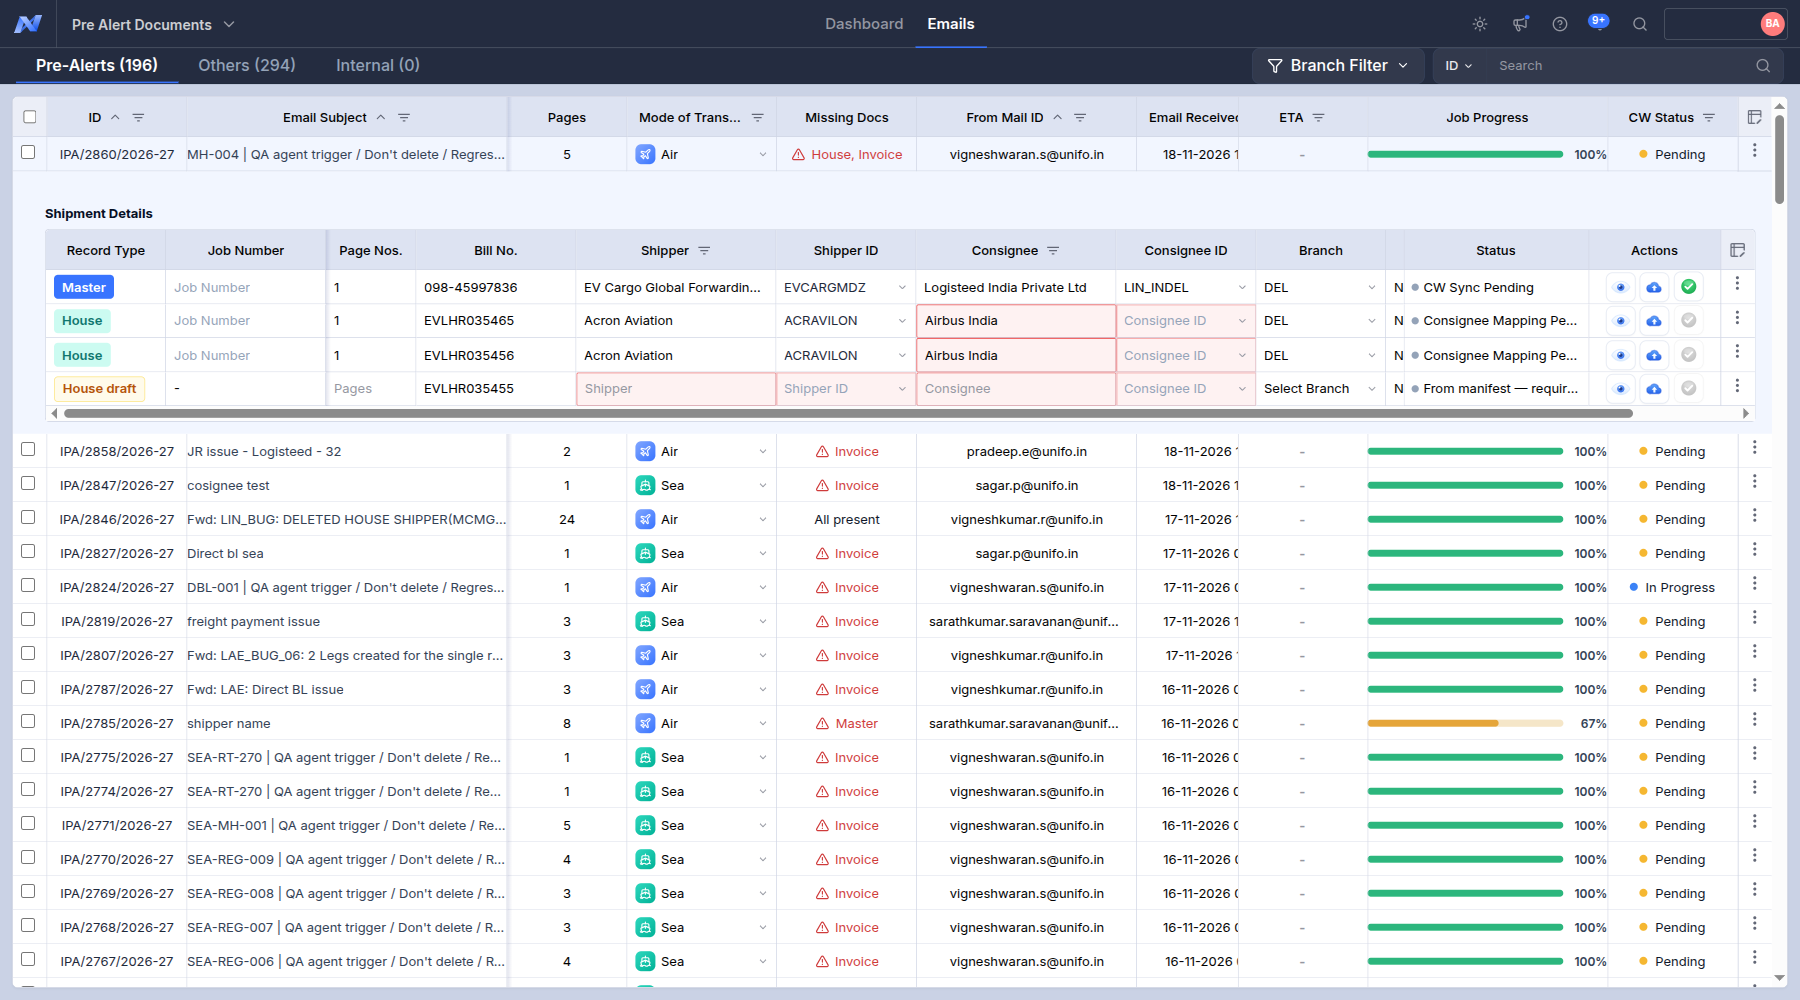 Pre Alert Documents Dashboard Emails 9+ BA
Pre-Alerts (196) Others (294) Internal (0) Branch Filter ID Search
ID Email Subject Pages Mode of Trans... Missing Docs From Mail ID Email Received ETA Job Progress CW Status
IPA/2860/2026-27 MH-004 | QA agent trigger / Don't delete / Regres... 5 Air House, Invoice vigneshwaran.s@unifo.in 18-11-2026 1 - 100% Pending
Shipment Details
Record Type Job Number Page Nos. Bill No. Shipper Shipper ID Consignee Consignee ID Branch Status Actions
Master Job Number 1 098-45997836 EV Cargo Global Forwardin... EVCARGMDZ Logisteed India Private Ltd LIN_INDEL DEL N CW Sync Pending
House Job Number 1 EVLHR035465 Acron Aviation ACRAVILON Airbus India Consignee ID DEL N Consignee Mapping Pe...
House Job Number 1 EVLHR035456 Acron Aviation ACRAVILON Airbus India Consignee ID DEL N Consignee Mapping Pe...
House draft - Pages EVLHR035455 Shipper Shipper ID Consignee Consignee ID Select Branch N From manifest — requir...
IPA/2858/2026-27 JR issue - Logisteed - 32 2 Air Invoice pradeep.e@unifo.in 18-11-2026 - 100% Pending
IPA/2847/2026-27 cosignee test 1 Sea Invoice sagar.p@unifo.in 18-11-2026 1 - 100% Pending
IPA/2846/2026-27 Fwd: LIN_BUG: DELETED HOUSE SHIPPER(MCMG... 24 Air All present vigneshkumar.r@unifo.in 17-11-2026 - 100% Pending
IPA/2827/2026-27 Direct bl sea 1 Sea Invoice sagar.p@unifo.in 17-11-2026 0 - 100% Pending
IPA/2824/2026-27 DBL-001 | QA agent trigger / Don't delete / Regres... 1 Air Invoice vigneshwaran.s@unifo.in 17-11-2026 0 - 100% In Progress
IPA/2819/2026-27 freight payment issue 3 Sea Invoice sarathkumar.saravanan@unif... 17-11-2026 1 - 100% Pending
IPA/2807/2026-27 Fwd: LAE_BUG_06: 2 Legs created for the single r... 3 Air Invoice vigneshkumar.r@unifo.in 17-11-2026 - 100% Pending
IPA/2787/2026-27 Fwd: LAE: Direct BL issue 3 Air Invoice vigneshkumar.r@unifo.in 16-11-2026 0 - 100% Pending
IPA/2785/2026-27 shipper name 8 Air Master sarathkumar.saravanan@unif... 16-11-2026 0 - 67% Pending
IPA/2775/2026-27 SEA-RT-270 | QA agent trigger / Don't delete / Re... 1 Sea Invoice vigneshwaran.s@unifo.in 16-11-2026 0 - 100% Pending
IPA/2774/2026-27 SEA-RT-270 | QA agent trigger / Don't delete / Re... 1 Sea Invoice vigneshwaran.s@unifo.in 16-11-2026 0 - 100% Pending
IPA/2771/2026-27 SEA-MH-001 | QA agent trigger / Don't delete / Re... 5 Sea Invoice vigneshwaran.s@unifo.in 16-11-2026 0 - 100% Pending
IPA/2770/2026-27 SEA-REG-009 | QA agent trigger / Don't delete / R... 4 Sea Invoice vigneshwaran.s@unifo.in 16-11-2026 0 - 100% Pending
IPA/2769/2026-27 SEA-REG-008 | QA agent trigger / Don't delete / R... 3 Sea Invoice vigneshwaran.s@unifo.in 16-11-2026 0 - 100% Pending
IPA/2768/2026-27 SEA-REG-007 | QA agent trigger / Don't delete / R... 3 Sea Invoice vigneshwaran.s@unifo.in 16-11-2026 0 - 100% Pending
IPA/2767/2026-27 SEA-REG-006 | QA agent trigger / Don't delete / R... 4 Sea Invoice vigneshwaran.s@unifo.in 16-11-2026 - 100% Pending